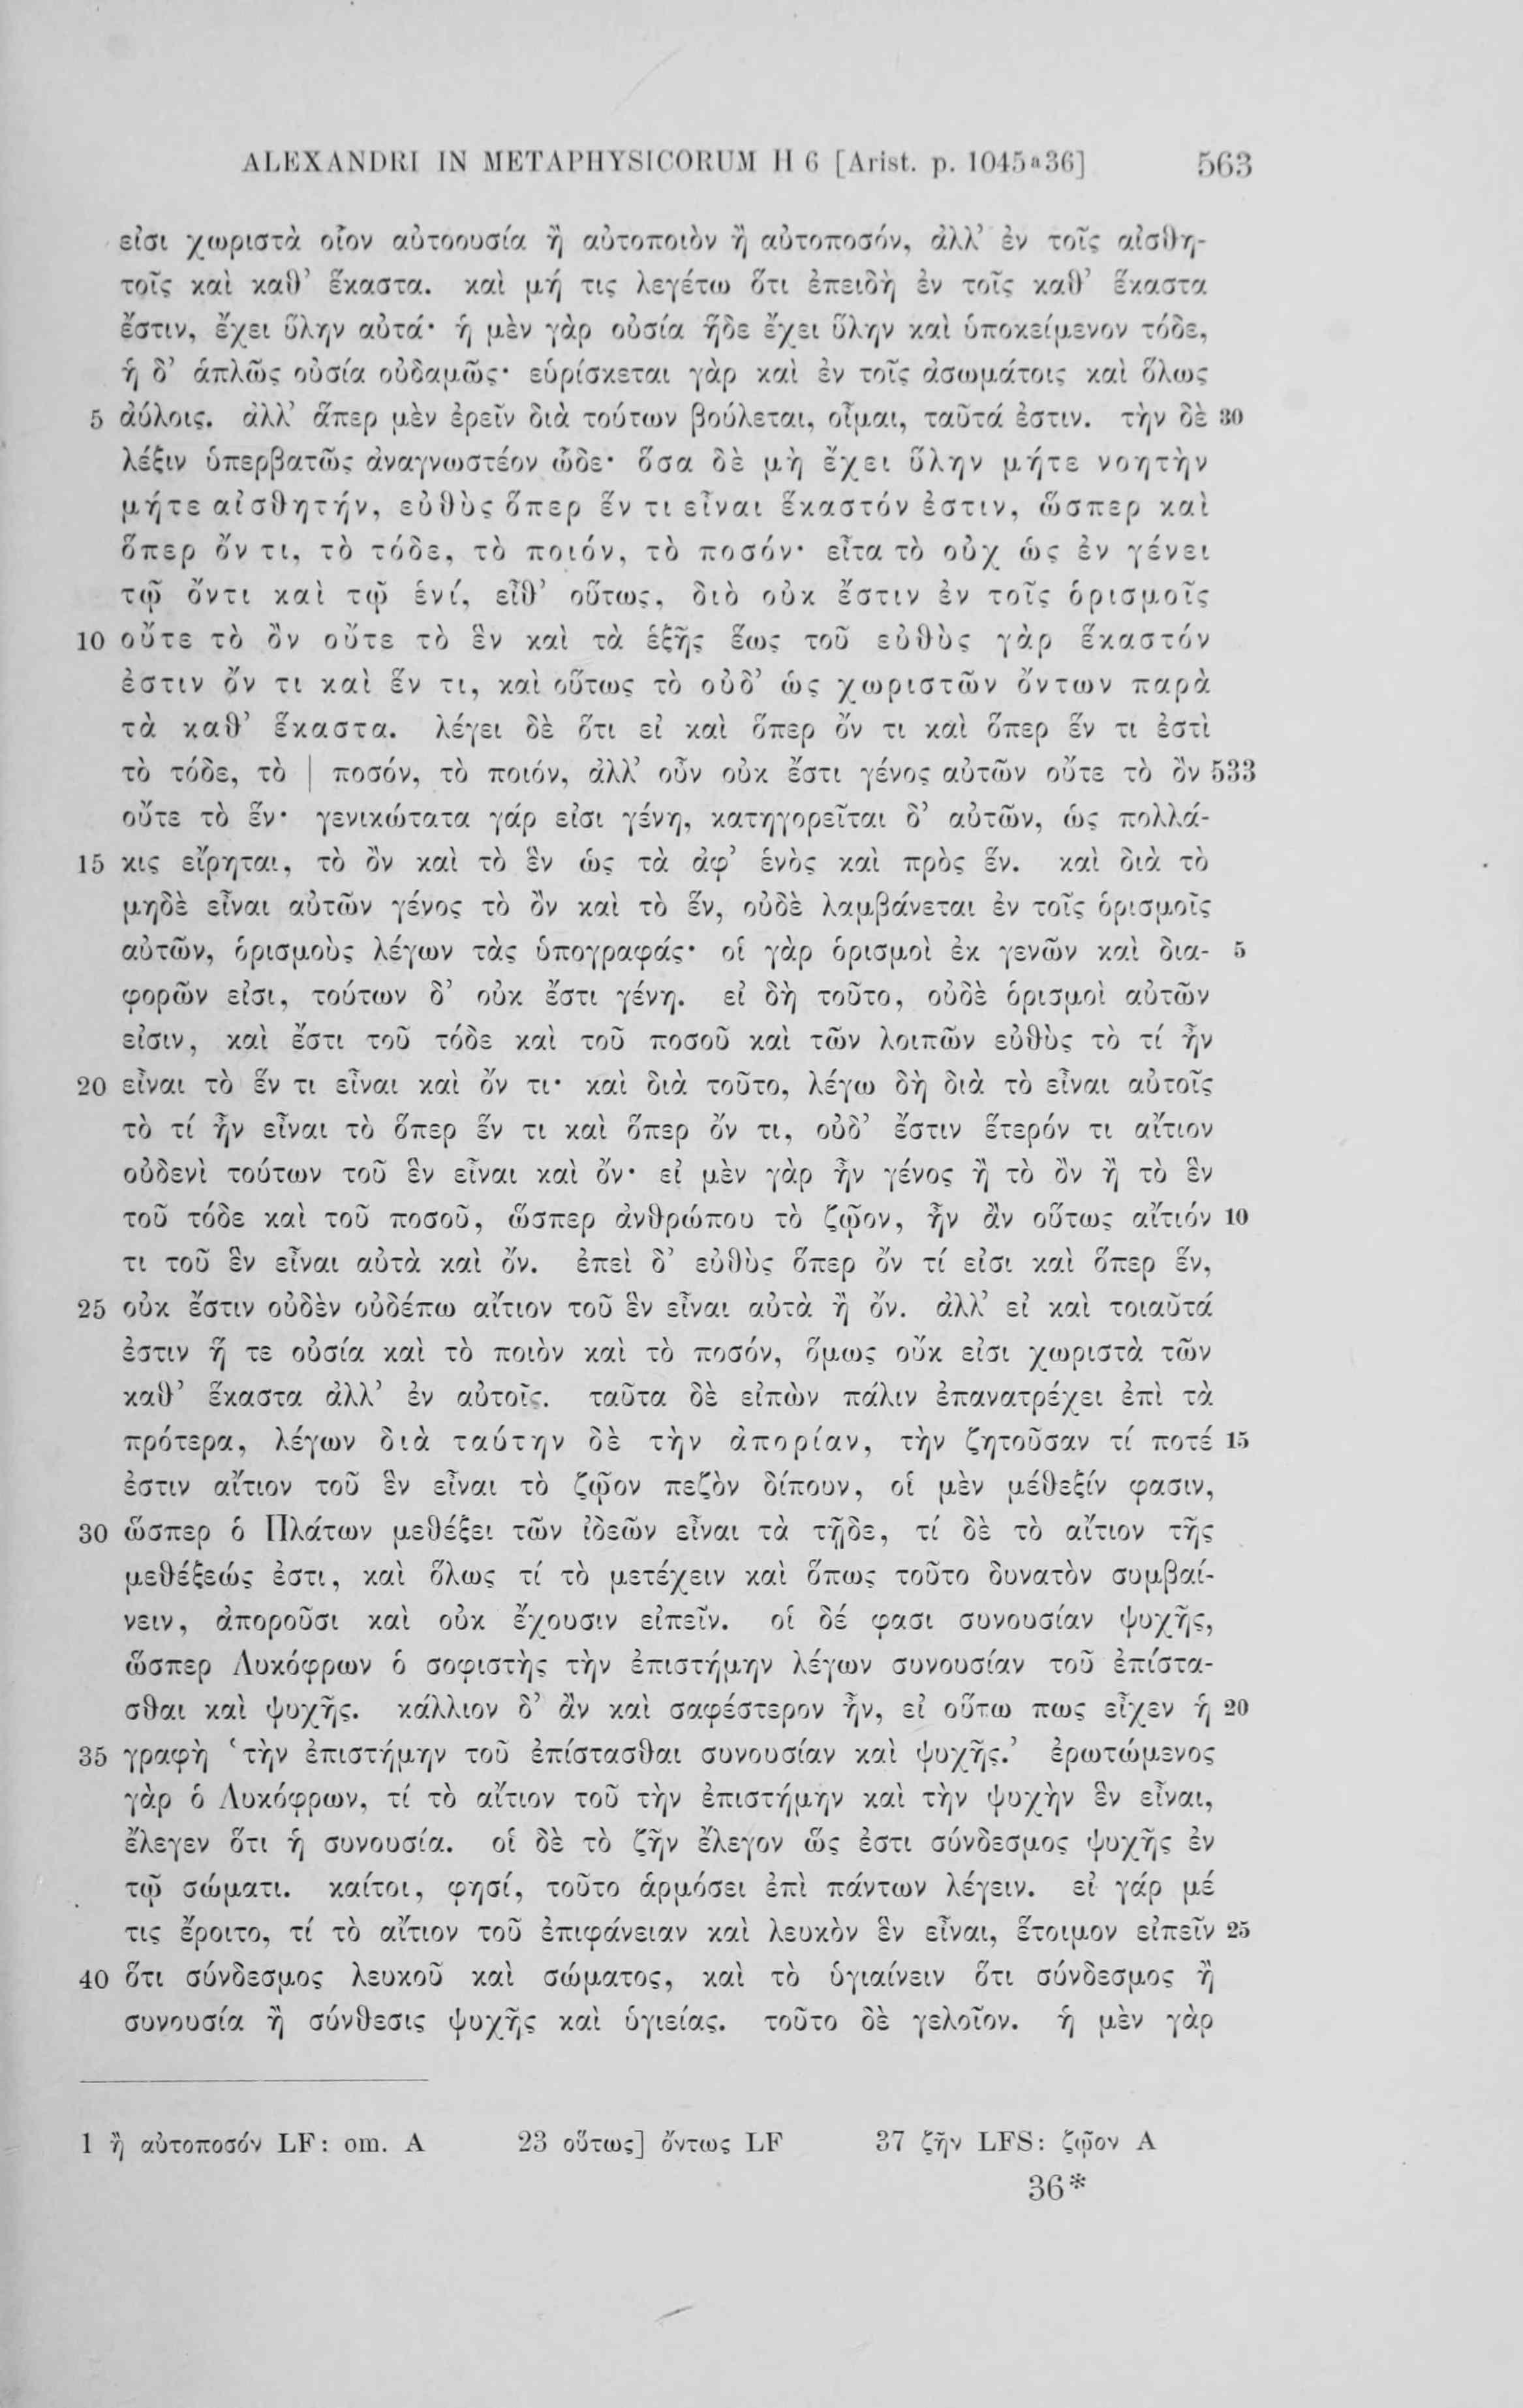 ALEXANDRI IN METAPHYSICORUM H 6 [Arist. p. 1045a36] 563
εἰσι χωριστὰ οἷον αὐτοουσία ἢ αὐτοποιὸν ἢ αὐτοποσόν, ἀλλ' ἐν τοῖς αἰσθη-
τοῖς καὶ καθ' ἕκαστα. καὶ μή τις λεγέτω ὅτι ἐπειδὴ ἐν τοῖς καθ' ἕκαστα
ἔστιν, ἔχει ὕλην αὐτά· ἡ μὲν γὰρ οὐσία ἥδε ἔχει ὕλην καὶ ὑποκείμενον τόδε,
ἡ δ' ἁπλῶς οὐσία οὐδαμῶς· εὑρίσκεται γὰρ καὶ ἐν τοῖς ἀσωμάτοις καὶ ὅλως
5 ἀύλοις. ἀλλ' ἅπερ μὲν ἐρεῖν διὰ τούτων βούλεται, οἶμαι, ταῦτά ἐστιν. τὴν δὲ 30
λέξιν ὑπερβατῶς ἀναγνωστέον ὧδε· ὅσα δὲ μὴ ἔχει ὕλην μήτε νοητὴν
μήτε αἰσθητήν, εὐθὺς ὅπερ ἕν τι εἶναι ἕκαστόν ἐστιν, ὥσπερ καὶ
ὅπερ ὄν τι, τὸ τόδε, τὸ ποιόν, τὸ ποσόν· εἶτα τὸ οὐχ ὡς ἐν γένει
τῷ ὄντι καὶ τῷ ἑνί, εἶθ' οὕτως, διὸ οὐκ ἔστιν ἐν τοῖς ὁρισμοῖς
10 οὔτε τὸ ὂν οὔτε τὸ ἓν καὶ τὰ ἑξῆς ἕως τοῦ εὐθὺς γὰρ ἕκαστόν
ἐστιν ὄν τι καὶ ἕν τι, καὶ οὕτως τὸ οὐδ' ὡς χωριστῶν ὄντων παρὰ
τὰ καθ' ἕκαστα. λέγει δὲ ὅτι εἰ καὶ ὅπερ ὄν τι καὶ ὅπερ ἕν τι ἐστὶ
τὸ τόδε, τὸ | ποσόν, τὸ ποιόν, ἀλλ' οὖν οὐκ ἔστι γένος αὐτῶν οὔτε τὸ ὂν 533
οὔτε τὸ ἕν· γενικώτατα γάρ εἰσι γένη, κατηγορεῖται δ' αὐτῶν, ὡς πολλά-
15 κις εἴρηται, τὸ ὂν καὶ τὸ ἓν ὡς τὰ ἀφ' ἑνὸς καὶ πρὸς ἕν. καὶ διὰ τὸ
μηδὲ εἶναι αὐτῶν γένος τὸ ὂν καὶ τὸ ἕν, οὐδὲ λαμβάνεται ἐν τοῖς ὁρισμοῖς
αὐτῶν, ὁρισμοὺς λέγων τὰς ὑπογραφάς· οἱ γὰρ ὁρισμοὶ ἐκ γενῶν καὶ δια- 5
φορῶν εἰσι, τούτων δ' οὐκ ἔστι γένη. εἰ δὴ τοῦτο, οὐδὲ ὁρισμοὶ αὐτῶν
εἰσιν, καὶ ἔστι τοῦ τόδε καὶ τοῦ ποσοῦ καὶ τῶν λοιπῶν εὐθὺς τὸ τί ἦν
20 εἶναι τὸ ἕν τι εἶναι καὶ ὄν τι· καὶ διὰ τοῦτο, λέγω δὴ διὰ τὸ εἶναι αὐτοῖς
τὸ τί ἦν εἶναι τὸ ὅπερ ἕν τι καὶ ὅπερ ὄν τι, οὐδ' ἔστιν ἕτερόν τι αἴτιον
οὐδενὶ τούτων τοῦ ἓν εἶναι καὶ ὄν· εἰ μὲν γὰρ ἦν γένος ἢ τὸ ὂν ἢ τὸ ἓν
τοῦ τόδε καὶ τοῦ ποσοῦ, ὥσπερ ἀνθρώπου τὸ ζῷον, ἦν ἂν οὕτως αἴτιόν 10
τι τοῦ ἓν εἶναι αὐτὰ καὶ ὄν. ἐπεὶ δ' εὐθὺς ὅπερ ὄν τί εἰσι καὶ ὅπερ ἕν,
25 οὐκ ἔστιν οὐδὲν οὐδέπω αἴτιον τοῦ ἓν εἶναι αὐτὰ ἢ ὄν. ἀλλ' εἰ καὶ τοιαῦτά
ἐστιν ἥ τε οὐσία καὶ τὸ ποιὸν καὶ τὸ ποσόν, ὅμως οὔκ εἰσι χωριστὰ τῶν
καθ' ἕκαστα ἀλλ' ἐν αὐτοῖς. ταῦτα δὲ εἰπὼν πάλιν ἐπανατρέχει ἐπὶ τὰ
πρότερα, λέγων διὰ ταύτην δὲ τὴν ἀπορίαν, τὴν ζητοῦσαν τί ποτέ 15
ἐστιν αἴτιον τοῦ ἓν εἶναι τὸ ζῷον πεζὸν δίπουν, οἱ μὲν μέθεξίν φασιν,
30 ὥσπερ ὁ Πλάτων μεθέξει τῶν ἰδεῶν εἶναι τὰ τῇδε, τί δὲ τὸ αἴτιον τῆς
μεθέξεώς ἐστι, καὶ ὅλως τί τὸ μετέχειν καὶ ὅπως τοῦτο δυνατὸν συμβαί-
νειν, ἀποροῦσι καὶ οὐκ ἔχουσιν εἰπεῖν. οἱ δέ φασι συνουσίαν ψυχῆς,
ὥσπερ Λυκόφρων ὁ σοφιστὴς τὴν ἐπιστήμην λέγων συνουσίαν τοῦ ἐπίστα-
σθαι καὶ ψυχῆς. κάλλιον δ' ἂν καὶ σαφέστερον ἦν, εἰ οὕτω πως εἶχεν ἡ 20
35 γραφὴ ‘τὴν ἐπιστήμην τοῦ ἐπίστασθαι συνουσίαν καὶ ψυχῆς.’ ἐρωτώμενος
γὰρ ὁ Λυκόφρων, τί τὸ αἴτιον τοῦ τὴν ἐπιστήμην καὶ τὴν ψυχὴν ἓν εἶναι,
ἔλεγεν ὅτι ἡ συνουσία. οἱ δὲ τὸ ζῆν ἔλεγον ὥς ἐστι σύνδεσμος ψυχῆς ἐν
τῷ σώματι. καίτοι, φησί, τοῦτο ἁρμόσει ἐπὶ πάντων λέγειν. εἰ γάρ μέ
τις ἔροιτο, τί τὸ αἴτιον τοῦ ἐπιφάνειαν καὶ λευκὸν ἓν εἶναι, ἕτοιμον εἰπεῖν 25
40 ὅτι σύνδεσμος λευκοῦ καὶ σώματος, καὶ τὸ ὑγιαίνειν ὅτι σύνδεσμος ἢ
συνουσία ἢ σύνθεσις ψυχῆς καὶ ὑγιείας. τοῦτο δὲ γελοῖον. ἡ μὲν γὰρ
1 ἢ αὐτοποσόν LF: om. A 23 οὕτως] ὄντως LF 37 ζῆν LFS: ζῷον A
36*